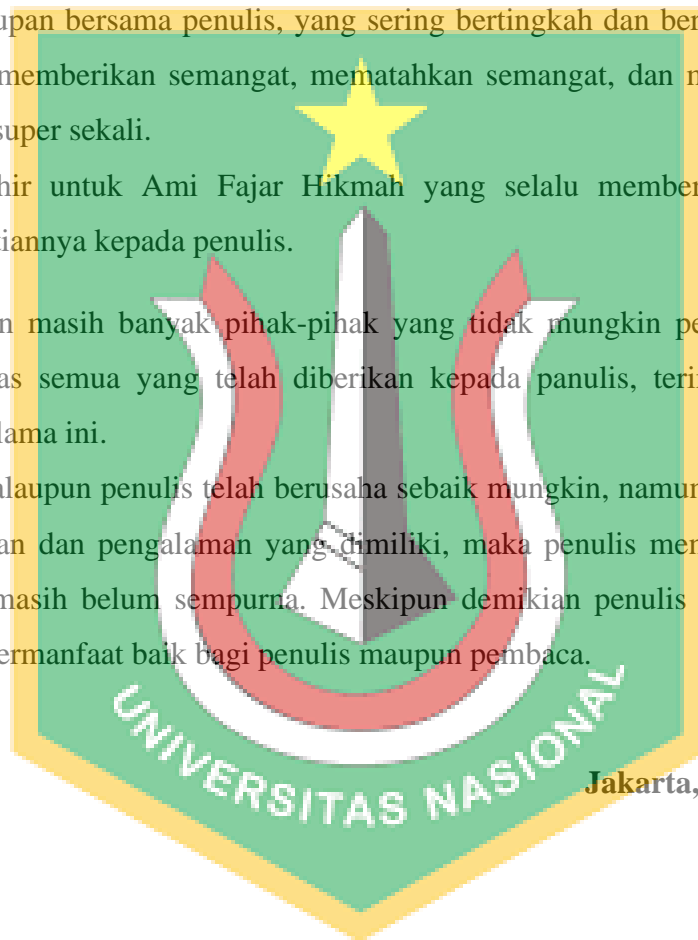 upan bersama penulis, yang sering bertingkah dan ber
memberikan semangat, mematahkan semangat, dan m
super sekali.
hir untuk Ami Fajar Hikmah yang selalu member
tiannya kepada penulis.
n masih banyak pihak-pihak yang tidak mungkin pe
as semua yang telah diberikan kepada panulis, teri
lama ini.
alaupun penulis telah berusaha sebaik mungkin, namun
an dan pengalaman yang dimiliki, maka penulis men
masih belum sempurna. Meskipun demikian penulis
ermanfaat baik bagi penulis maupun pembaca.
Jakarta,
UNIVERSITAS NASIONAL